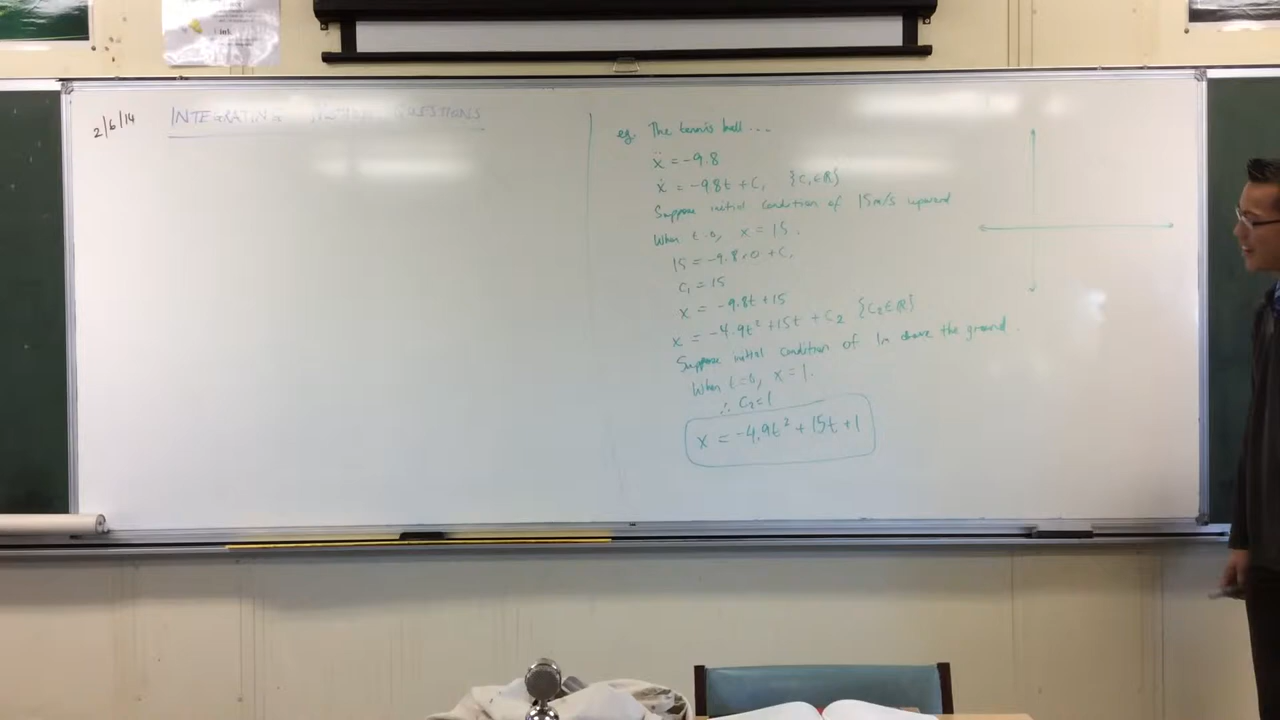 2/6/14
INTEGRATING MOTION QUESTIONS
eg. The tennis ball...
ẍ = -9.8
ẋ = -9.8t + C₁ {C₁∈ℝ}
Suppose initial condition of 15m/s upward
When t=0, ẋ = 15.
15 = -9.8×0 + C₁
C₁ = 15
ẋ = -9.8t + 15
x = -4.9t² + 15t + C₂ {C₂∈ℝ}
Suppose initial condition of 1m above the ground.
When t=0, x = 1.
∴ C₂ = 1
x = -4.9t² + 15t + 1